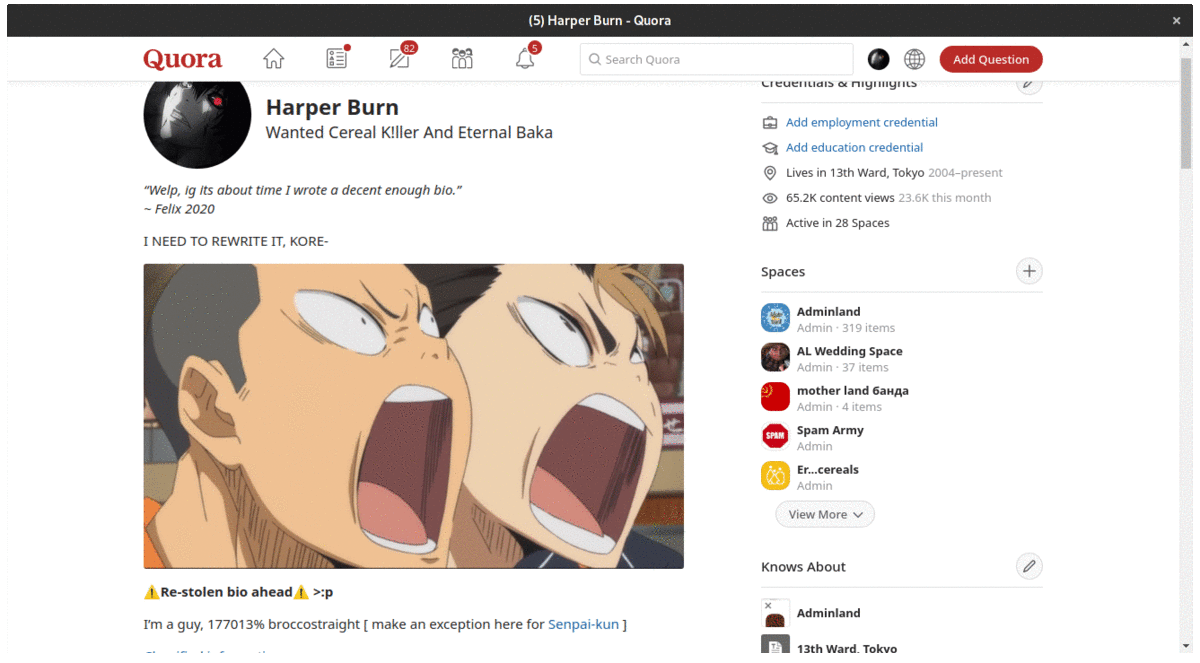 (5) Harper Burn - Quora
Quora
82
5
Search Quora
Add Question
Harper Burn
Wanted Cereal K!ller And Eternal Baka
“Welp, ig its about time I wrote a decent enough bio.”
~ Felix 2020
I NEED TO REWRITE IT, KORE-
⚠️Re-stolen bio ahead⚠️ >:p
I’m a guy, 177013% broccostraight [ make an exception here for Senpai-kun ]
Credentials & Highlights
Add employment credential
Add education credential
Lives in 13th Ward, Tokyo 2004–present
65.2K content views 23.6K this month
Active in 28 Spaces
Spaces
Adminland
Admin · 319 items
AL Wedding Space
Admin · 37 items
mother land банда
Admin · 4 items
SPAM
Spam Army
Admin
Er...cereals
Admin
View More
Knows About
Adminland
13th Ward, Tokyo